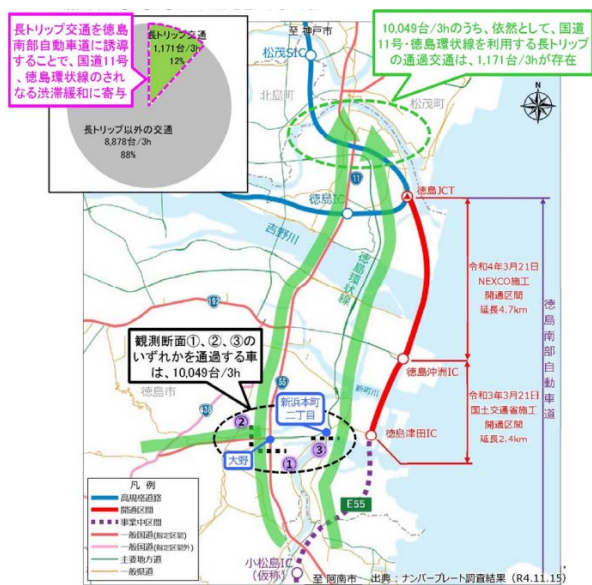 長トリップ交通を徳島
南部自動車道に誘導
することで、国道11
号、徳島環状線のされ
なる渋滞緩和に寄与
長トリップ交通
1,171台/3h
12%
長トリップ以外の交通
8,878台/3h
88%
至 神戸市
松茂SIC
北島町
松茂町
10,049台/3hのうち、依然として、国道
11号・徳島環状線を利用する長トリップ
の通過交通は、1,171台/3hが存在
11
徳島IC
徳島JCT
吉野川
徳島環状線
192
令和4年3月21日
NEXCO施工
開通区間
延長4.7km
徳島南部自動車道
観測断面①、②、③の
いずれかを通過する車
は、10,049台/3h
徳島市
438
55
新町川
徳島沖洲IC
新浜本町
二丁目
令和3年3月21日
国土交通省施工
開通区間
延長2.4km
徳島津田IC
②
大野
①
③
E55
凡 例
高規格道路
開通区間
事業中区間
一般国道(指定区間)
一般国道(指定区間外)
主要地方道
一般県道
小松島IC
(仮称)
至 阿南市
出典:ナンバープレート調査結果(R4.11.15)